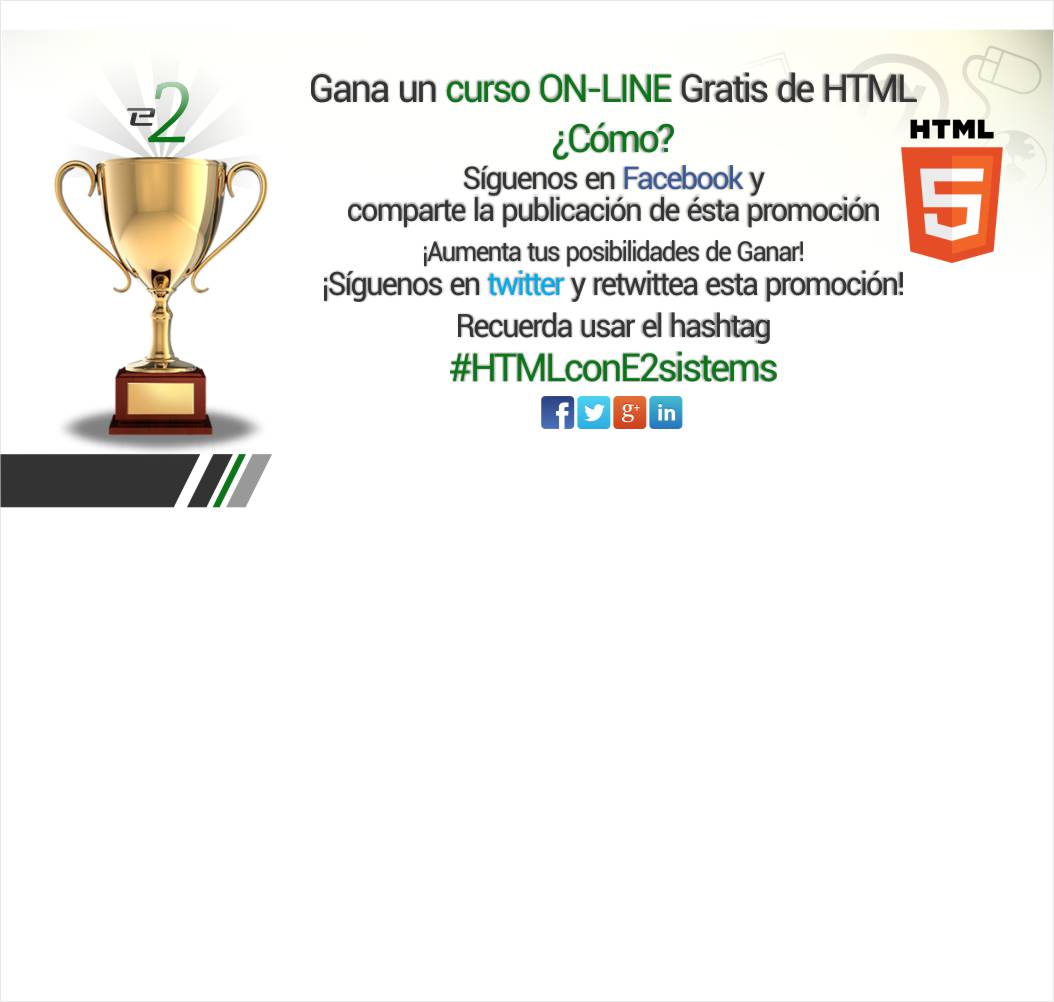 e2
Gana un curso ON-LINE Gratis de HTML
¿Cómo?
HTML
5
Síguenos en Facebook y
comparte la publicación de ésta promoción
¡Aumenta tus posibilidades de Ganar!
¡Síguenos en twitter y retwittea esta promoción!
Recuerda usar el hashtag
#HTMLconE2sistems
f g+ in